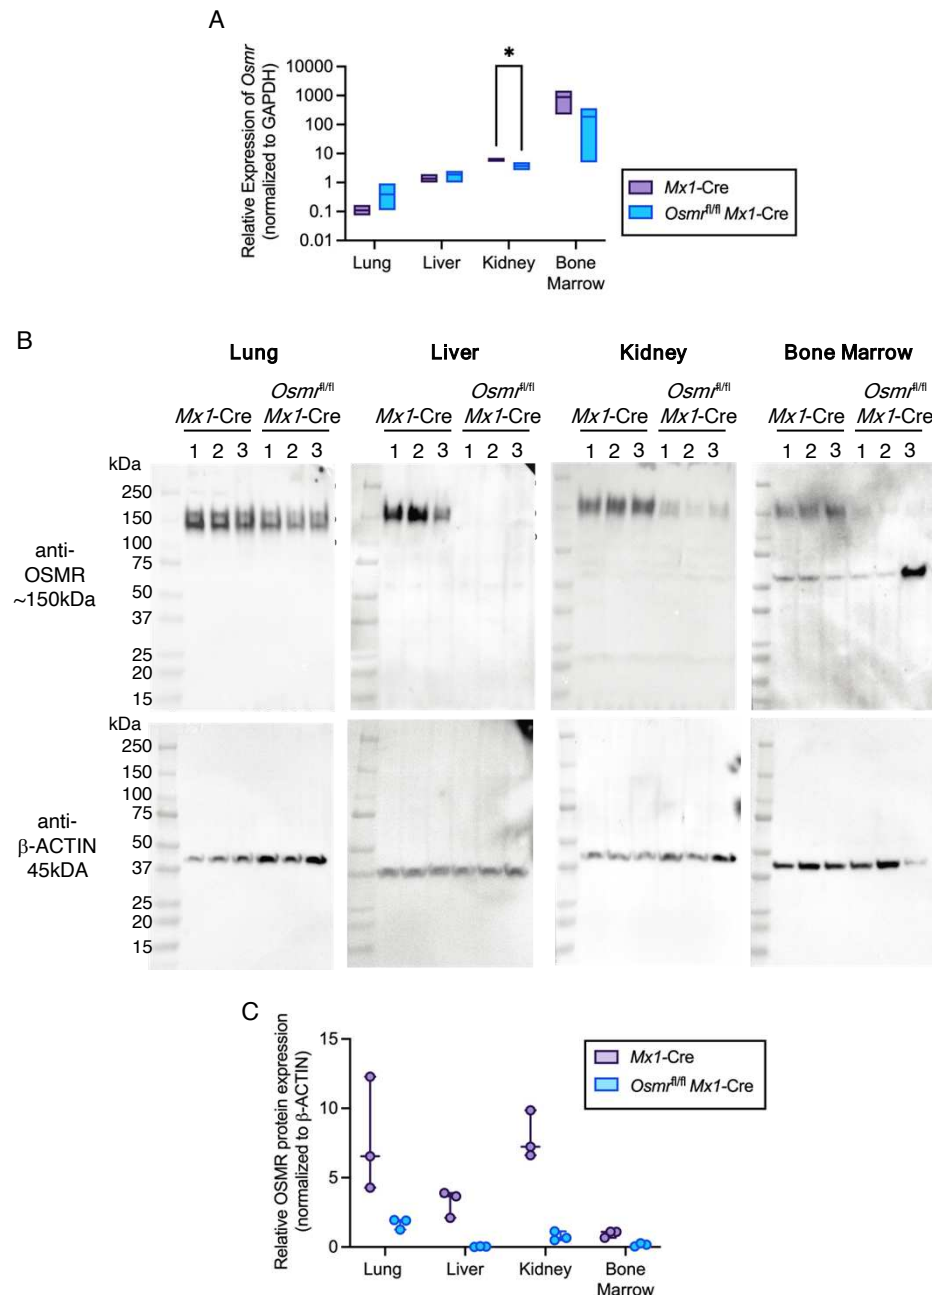 A
Relative Expression of Osmr
(normalized to GAPDH)
10000
1000
100
10
1
0.1
0.01
*
Lung
Liver
Kidney
Bone
Marrow
Mx1-Cre
Osmrfl/fl Mx1-Cre
B
Lung
Liver
Kidney
Bone Marrow
Mx1-Cre
Osmrfl/fl
Mx1-Cre
Mx1-Cre
Osmrfl/fl
Mx1-Cre
Mx1-Cre
Osmrfl/fl
Mx1-Cre
Mx1-Cre
Osmrfl/fl
Mx1-Cre
1 2 3 1 2 3
1 2 3 1 2 3
1 2 3 1 2 3
1 2 3 1 2 3
kDa
250
150
100
75
50
37
25
20
15
anti-
OSMR
~150kDa
kDa
250
150
100
75
50
37
25
20
15
anti-
β-ACTIN
45kDA
C
Relative OSMR protein expression
(normalized to β-ACTIN)
15
10
5
0
Lung
Liver
Kidney
Bone
Marrow
Mx1-Cre
Osmrfl/fl Mx1-Cre